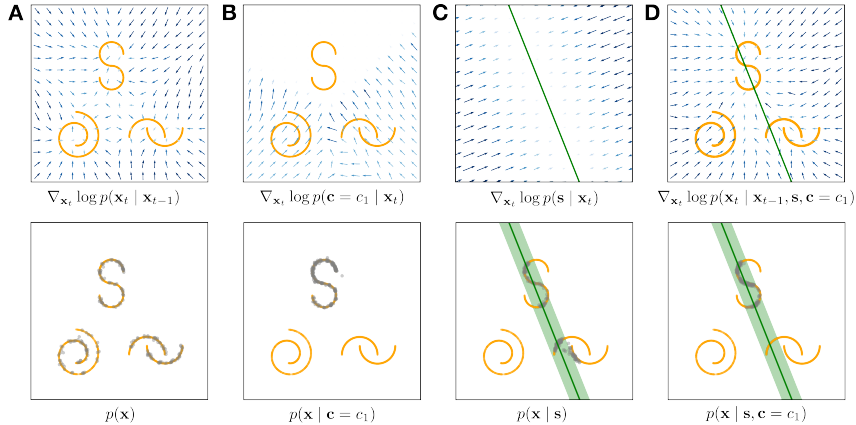 A B C D
∇ₓₜ log p(xₜ | xₜ₋₁) ∇ₓₜ log p(c = c₁ | xₜ) ∇ₓₜ log p(s | xₜ) ∇ₓₜ log p(xₜ | xₜ₋₁, s, c = c₁)
p(x) p(x | c = c₁) p(x | s) p(x | s, c = c₁)